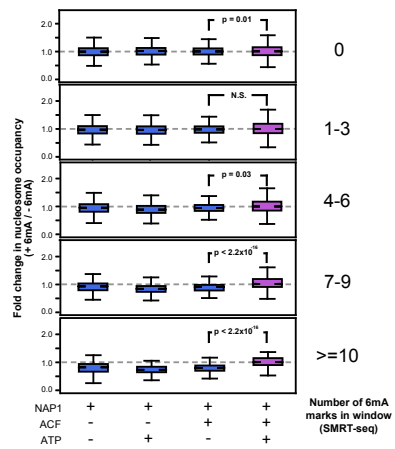 Fold change in nucleosome occupancy
(+ 6mA / - 6mA)
2.0
1.0
0.0
p = 0.01
0
2.0
1.0
0.0
N.S.
1-3
2.0
1.0
0.0
p = 0.03
4-6
2.0
1.0
0.0
p < 2.2x10⁻¹⁶
7-9
2.0
1.0
0.0
p < 2.2x10⁻¹⁶
>=10
NAP1 + + + +
ACF - - + +
ATP - + - +
Number of 6mA
marks in window
(SMRT-seq)